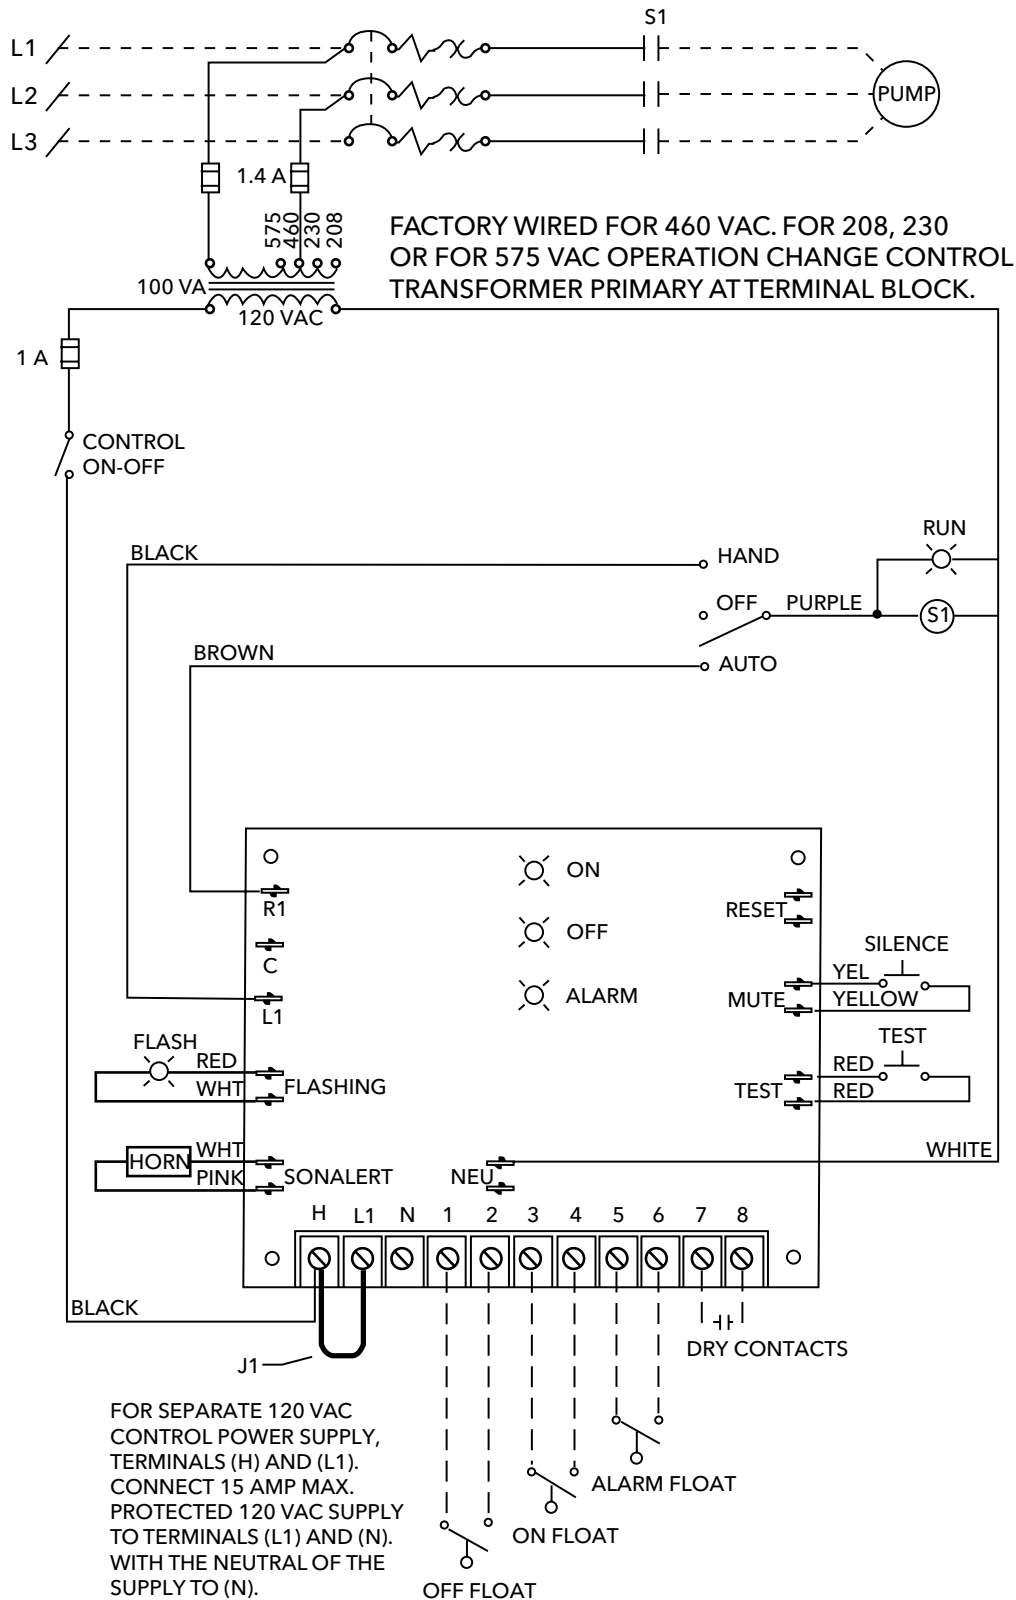 S1
L1
L2
L3
PUMP
1.4 A
575
460
230
208
FACTORY WIRED FOR 460 VAC. FOR 208, 230
OR FOR 575 VAC OPERATION CHANGE CONTROL
TRANSFORMER PRIMARY AT TERMINAL BLOCK.
100 VA
120 VAC
1 A
CONTROL
ON-OFF
RUN
BLACK
HAND
OFF
PURPLE
S1
BROWN
AUTO
ON
R1
RESET
OFF
SILENCE
C
YEL
ALARM
MUTE
YELLOW
L1
FLASH
TEST
RED
RED
WHT
FLASHING
TEST
RED
WHT
WHITE
HORN
PINK
SONALERT
NEU
H
L1
N
1
2
3
4
5
6
7
8
BLACK
DRY CONTACTS
J1
FOR SEPARATE 120 VAC
CONTROL POWER SUPPLY,
TERMINALS (H) AND (L1).
CONNECT 15 AMP MAX.
PROTECTED 120 VAC SUPPLY
TO TERMINALS (L1) AND (N).
WITH THE NEUTRAL OF THE
SUPPLY TO (N).
ALARM FLOAT
ON FLOAT
OFF FLOAT